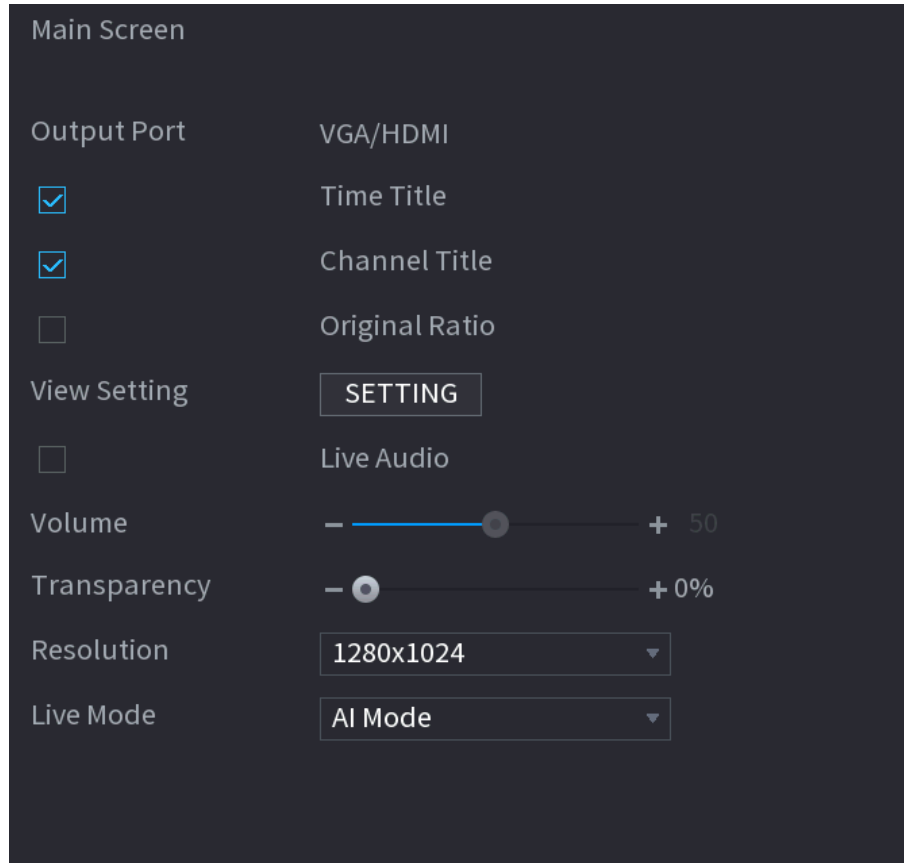 Main Screen
Output Port VGA/HDMI
Time Title
Channel Title
Original Ratio
View Setting SETTING
Live Audio
Volume - + 50
Transparency - + 0%
Resolution 1280x1024
Live Mode AI Mode